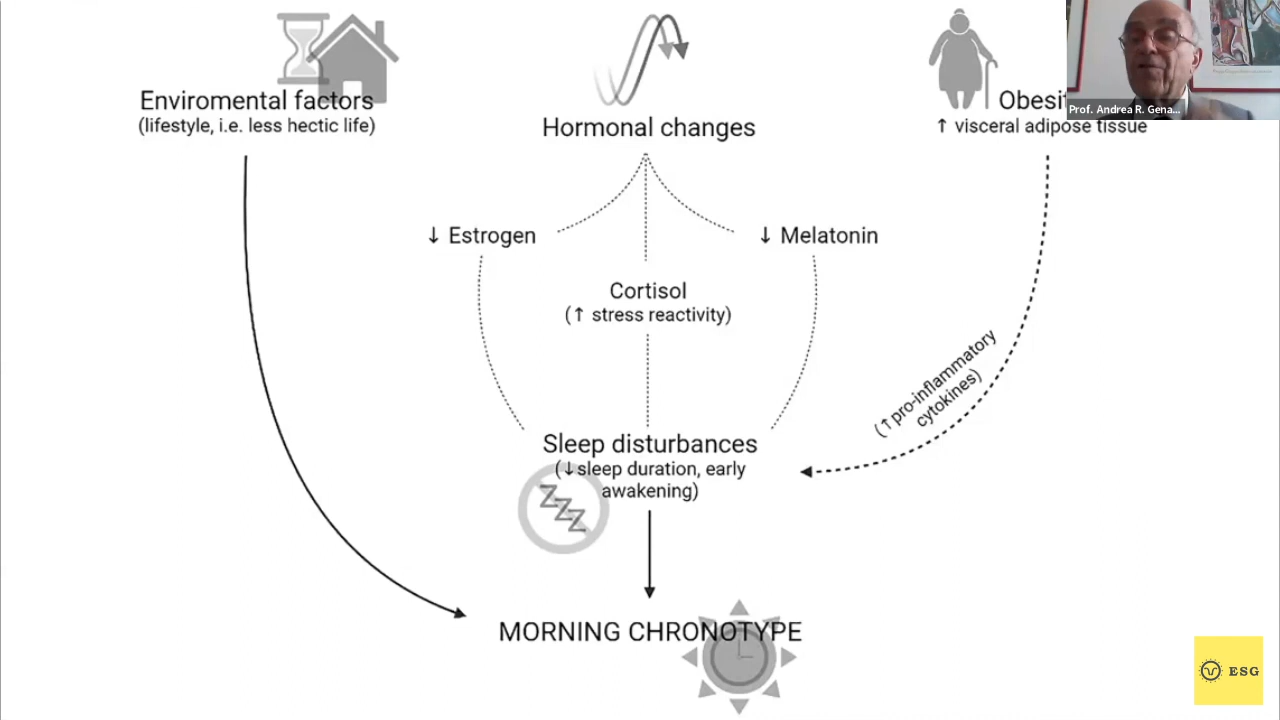 Enviromental factors
(lifestyle, i.e. less hectic life)
Hormonal changes
↑ visceral adipose tissue
Prof. Andrea R. Gena...
↓ Estrogen
↓ Melatonin
Cortisol
(↑ stress reactivity)
(↑pro-inflammatory
cytokines)
Sleep disturbances
(↓sleep duration, early
awakening)
ZZZ
MORNING CHRONOTYPE
ESG